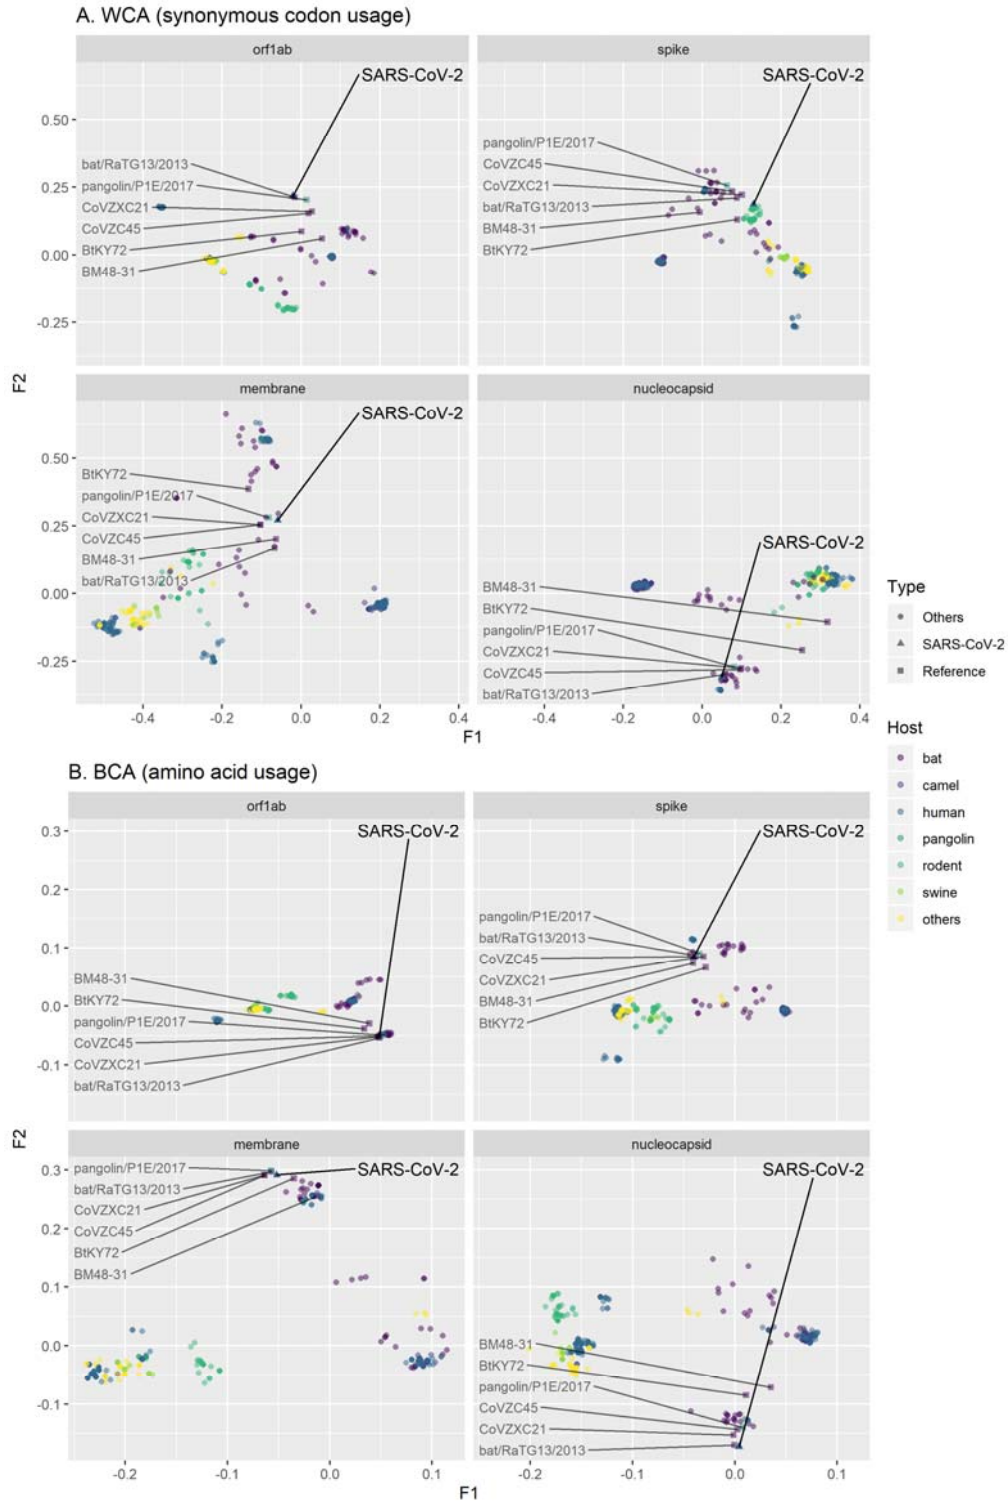 A. WCA (synonymous codon usage)
orf1ab
SARS-CoV-2
0.50
0.25
0.00
-0.25
bat/RaTG13/2013
pangolin/P1E/2017
CoVZXC21
CoVZC45
BtKY72
BM48-31
spike
SARS-CoV-2
pangolin/P1E/2017
CoVZC45
CoVZXC21
bat/RaTG13/2013
BM48-31
BtKY72
F2
membrane
SARS-CoV-2
0.50
0.25
0.00
-0.25
BtKY72
pangolin/P1E/2017
CoVZXC21
CoVZC45
BM48-31
bat/RaTG13/2013
-0.4
-0.2
0.0
0.2
0.4
nucleocapsid
SARS-CoV-2
BM48-31
BtKY72
pangolin/P1E/2017
CoVZXC21
CoVZC45
bat/RaTG13/2013
-0.4
-0.2
0.0
0.2
0.4
F1
Type
Others
SARS-CoV-2
Reference
Host
bat
camel
human
pangolin
rodent
swine
others
B. BCA (amino acid usage)
orf1ab
SARS-CoV-2
0.3
0.2
0.1
0.0
-0.1
BM48-31
BtKY72
pangolin/P1E/2017
CoVZC45
CoVZXC21
bat/RaTG13/2013
spike
SARS-CoV-2
pangolin/P1E/2017
bat/RaTG13/2013
CoVZC45
CoVZXC21
BM48-31
BtKY72
F2
membrane
SARS-CoV-2
0.3
0.2
0.1
0.0
-0.1
pangolin/P1E/2017
bat/RaTG13/2013
CoVZXC21
CoVZC45
BtKY72
BM48-31
-0.2
-0.1
0.0
0.1
nucleocapsid
SARS-CoV-2
BM48-31
BtKY72
pangolin/P1E/2017
CoVZC45
CoVZXC21
bat/RaTG13/2013
-0.2
-0.1
0.0
0.1
F1